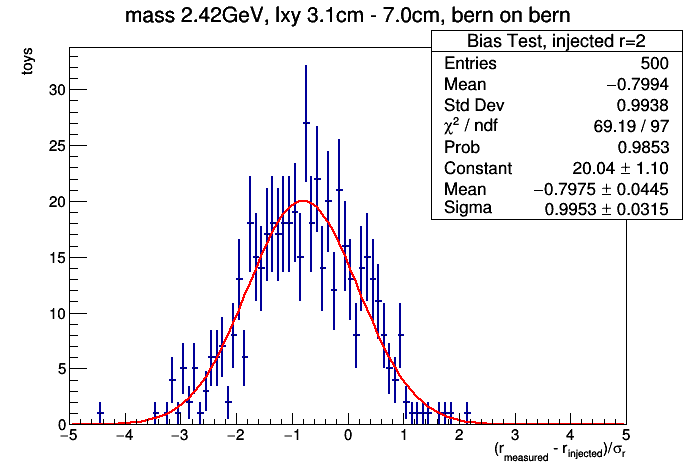 mass 2.42GeV, lxy 3.1cm - 7.0cm, bern on bern
Bias Test, injected r=2
Entries 500
Mean −0.7994
Std Dev 0.9938
χ² / ndf 69.19 / 97
Prob 0.9853
Constant 20.04 ± 1.10
Mean −0.7975 ± 0.0445
Sigma 0.9953 ± 0.0315
toys
30
25
20
15
10
5
0
−5 −4 −3 −2 −1 0 1 2 3 4 5
(r_measured - r_injected)/σ_r